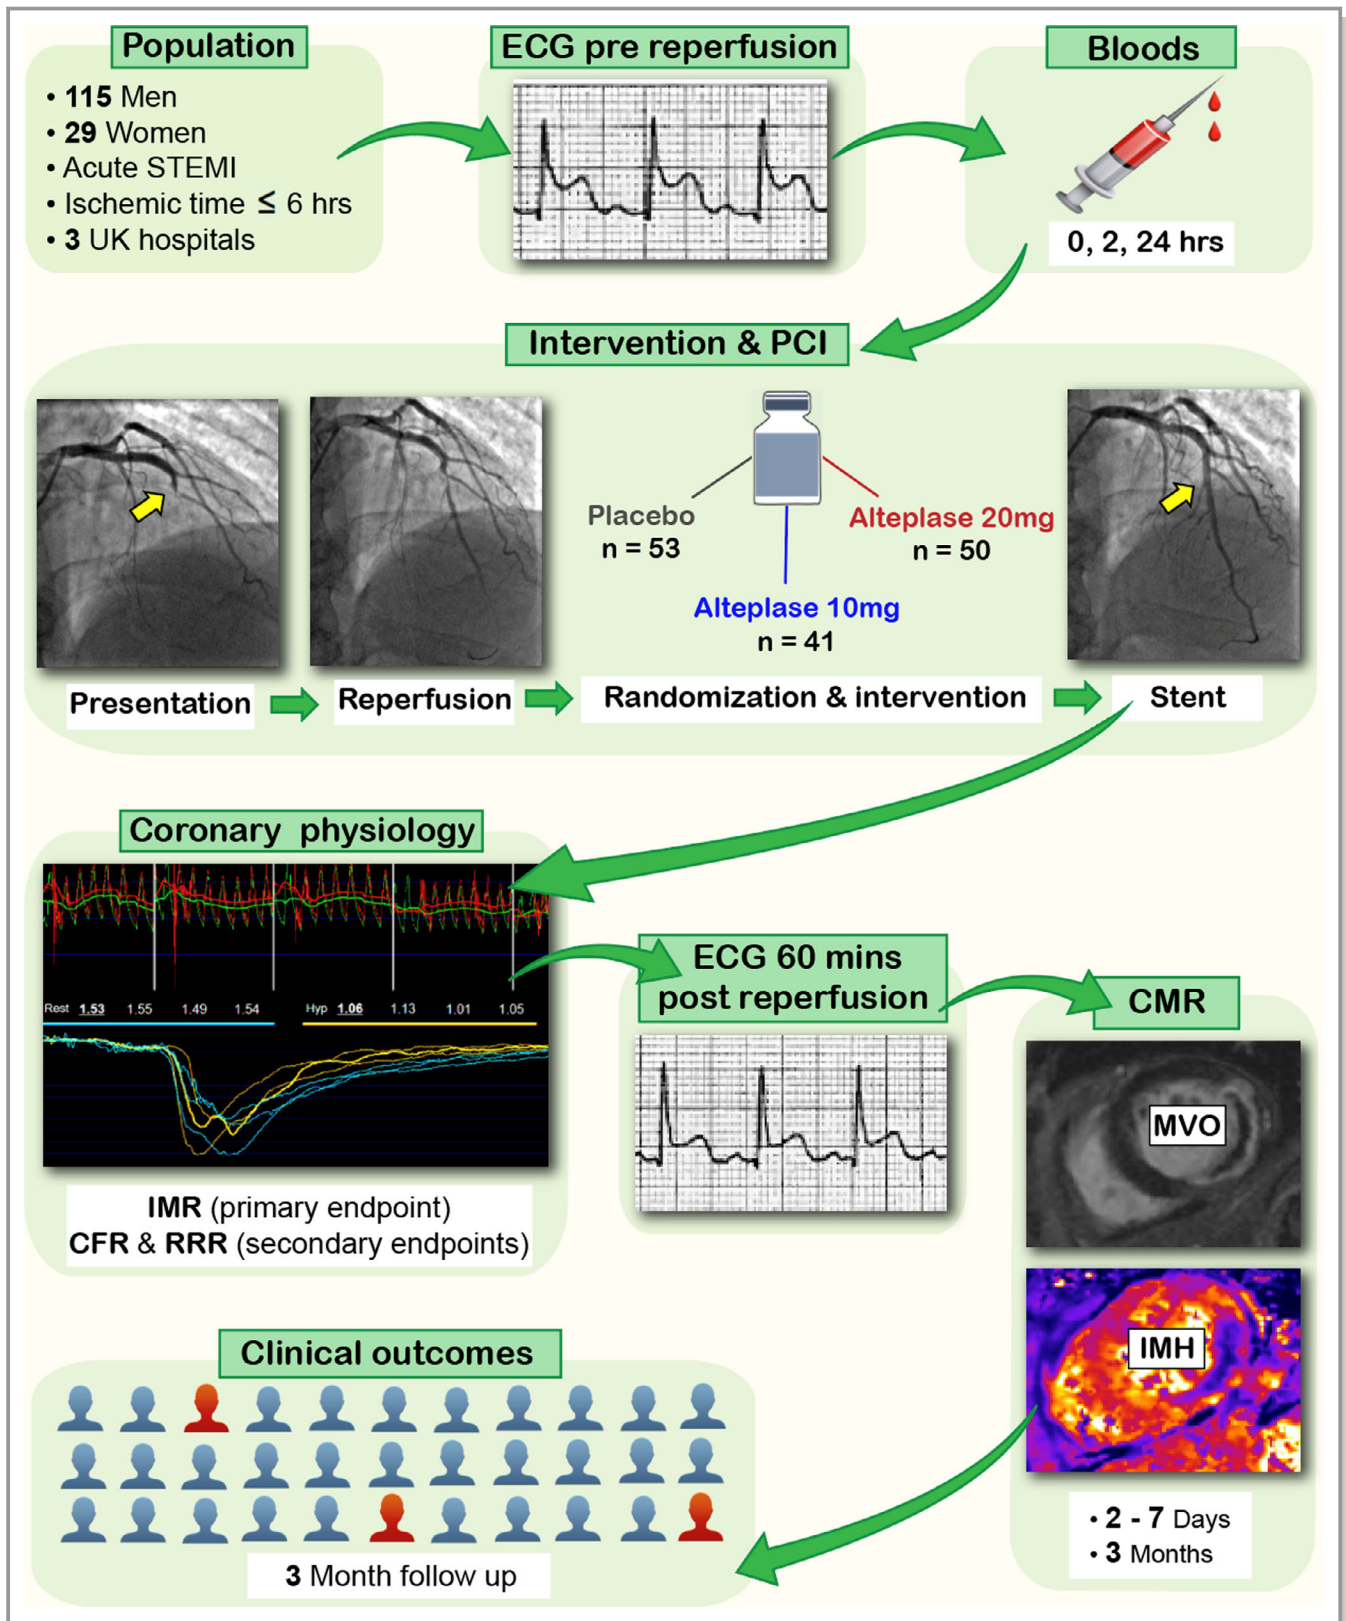 Population
• 115 Men
• 29 Women
• Acute STEMI
• Ischemic time ≤ 6 hrs
• 3 UK hospitals
ECG pre reperfusion
Bloods
0, 2, 24 hrs
Intervention & PCI
Placebo
n = 53
Alteplase 10mg
n = 41
Alteplase 20mg
n = 50
Presentation
Reperfusion
Randomization & intervention
Stent
Coronary physiology
Rest 1.53 1.55 1.49 1.54 Hyp 1.06 1.13 1.01 1.05
IMR (primary endpoint)
CFR & RRR (secondary endpoints)
ECG 60 mins
post reperfusion
CMR
MVO
IMH
• 2 - 7 Days
• 3 Months
Clinical outcomes
3 Month follow up